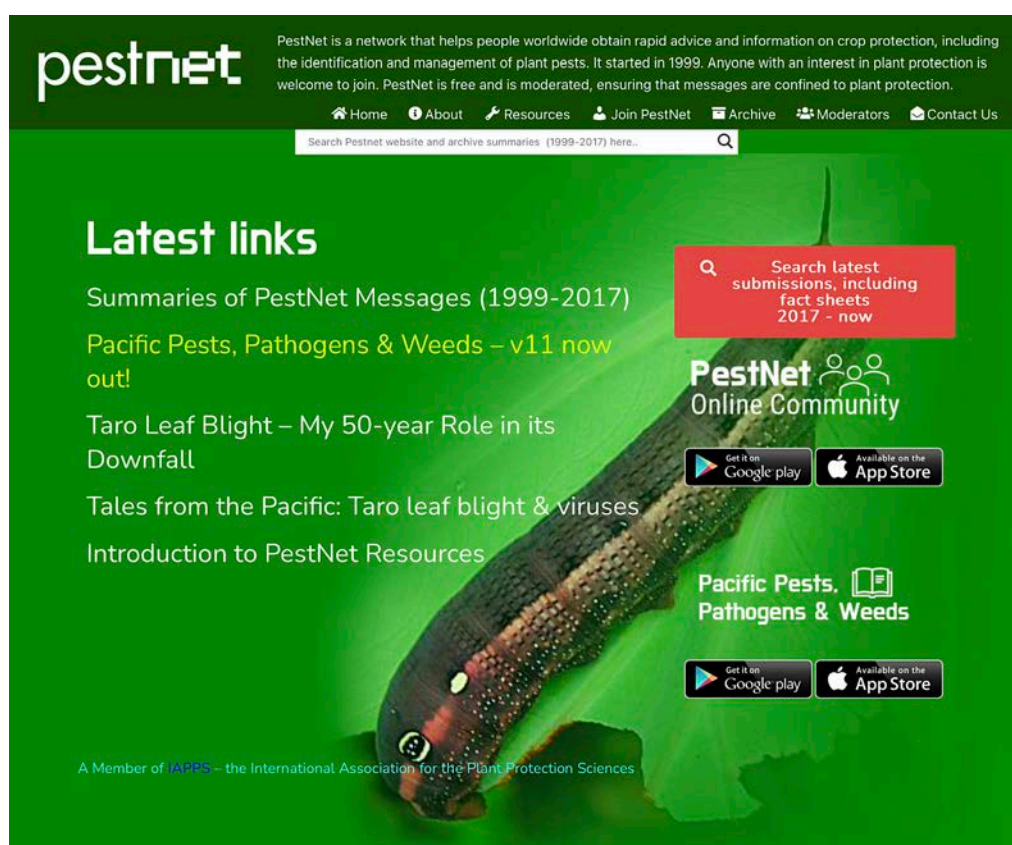 pestnet
PestNet is a network that helps people worldwide obtain rapid advice and information on crop protection, including
the identification and management of plant pests. It started in 1999. Anyone with an interest in plant protection is
welcome to join. PestNet is free and is moderated, ensuring that messages are confined to plant protection.
Home About Resources Join PestNet Archive Moderators Contact Us
Search Pestnet website and archive summaries (1999-2017) here..
Latest links
Summaries of PestNet Messages (1999-2017)
Pacific Pests, Pathogens & Weeds – v11 now
out!
Taro Leaf Blight – My 50-year Role in its
Downfall
Tales from the Pacific: Taro leaf blight & viruses
Introduction to PestNet Resources
Search latest
submissions, including
fact sheets
2017 - now
PestNet
Online Community
Get it on
Google play
Available on the
App Store
Pacific Pests,
Pathogens & Weeds
Get it on
Google play
Available on the
App Store
A Member of IAPPS – the International Association for the Plant Protection Sciences